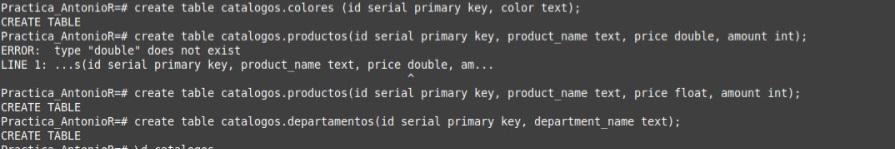 Practica_AntonioR=# create table catalogos.colores (id serial primary key, color text);
CREATE TABLE
Practica_AntonioR=# create table catalogos.productos(id serial primary key, product_name text, price double, amount int);
ERROR:  type "double" does not exist
LINE 1: ...s(id serial primary key, product_name text, price double, am...
^
Practica_AntonioR=# create table catalogos.productos(id serial primary key, product_name text, price float, amount int);
CREATE TABLE
Practica_AntonioR=# create table catalogos.departamentos(id serial primary key, department_name text);
CREATE TABLE
Practica_AntonioR=# \d catalogos